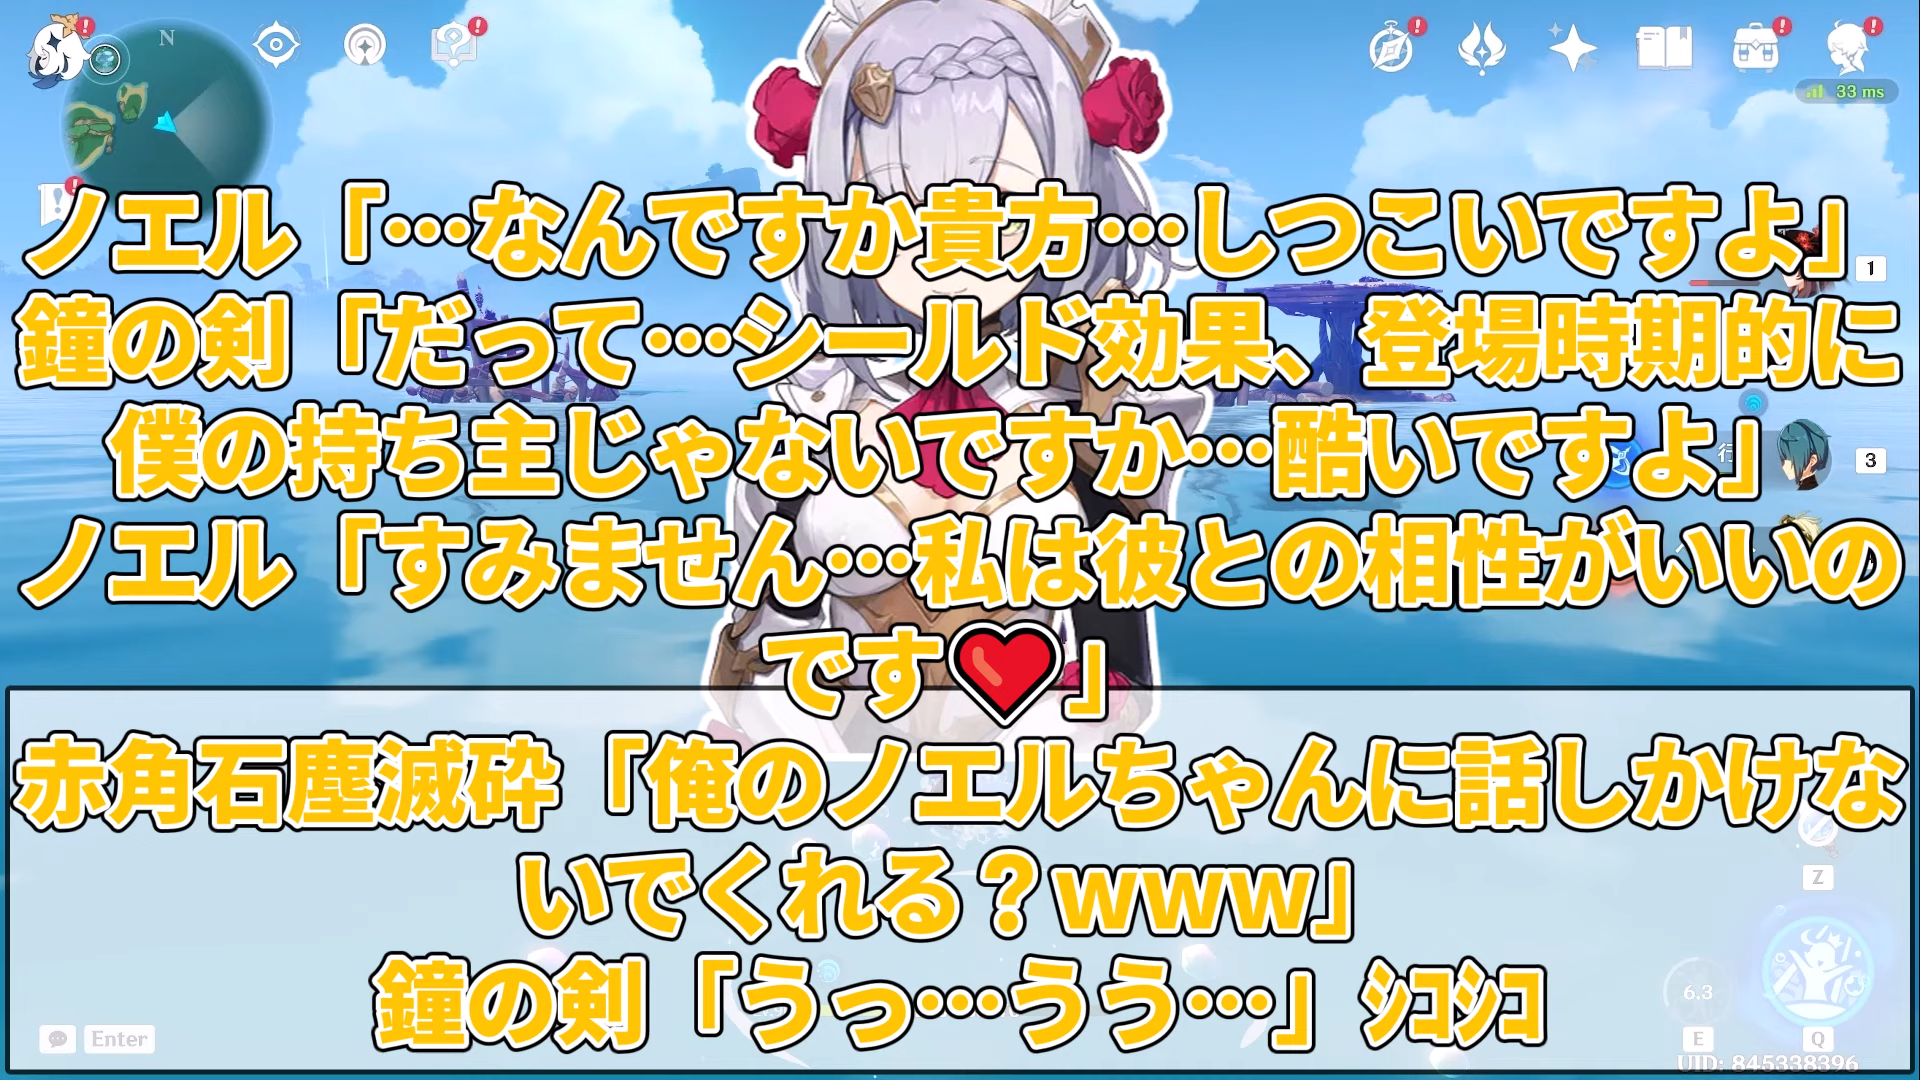 N
33 ms
ノエル「…なんですか貴方…しつこいですよ」
1
鐘の剣「だって…シールド効果、登場時期的に
僕の持ち主じゃないですか…酷いですよ」
行
3
ノエル「すみません…私は彼との相性がいいの
です❤」
赤角石塵滅砕「俺のノエルちゃんに話しかけな
いでくれる？www」
Z
鐘の剣「うっ…うう…」ｼｺｼｺ
6.3
Enter
E
Q
UID: 845338396